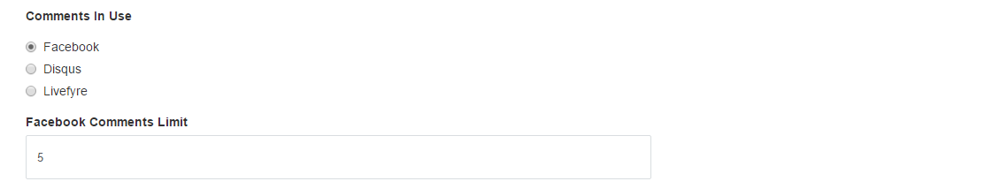 Comments In Use
Facebook
Disqus
Livefyre
Facebook Comments Limit
5